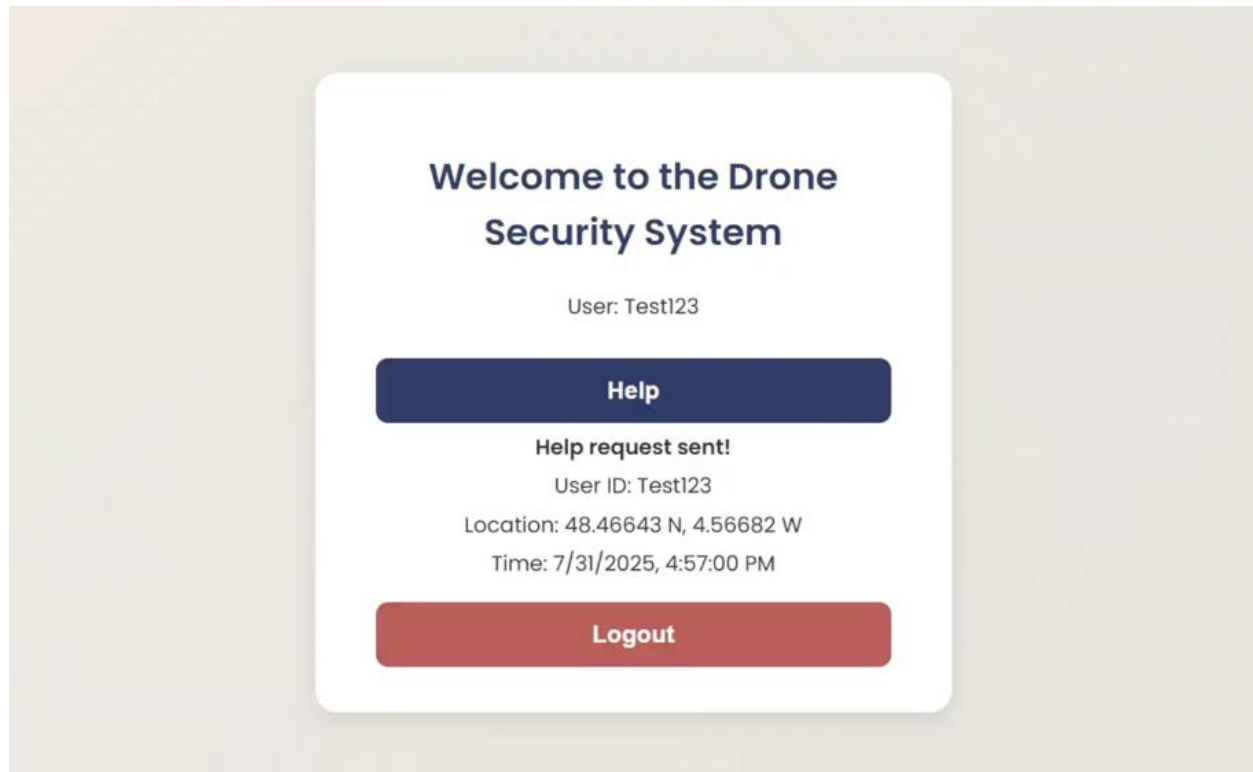 Welcome to the Drone
Security System
User: Test123
Help
Help request sent!
User ID: Test123
Location: 48.46643 N, 4.56682 W
Time: 7/31/2025, 4:57:00 PM
Logout